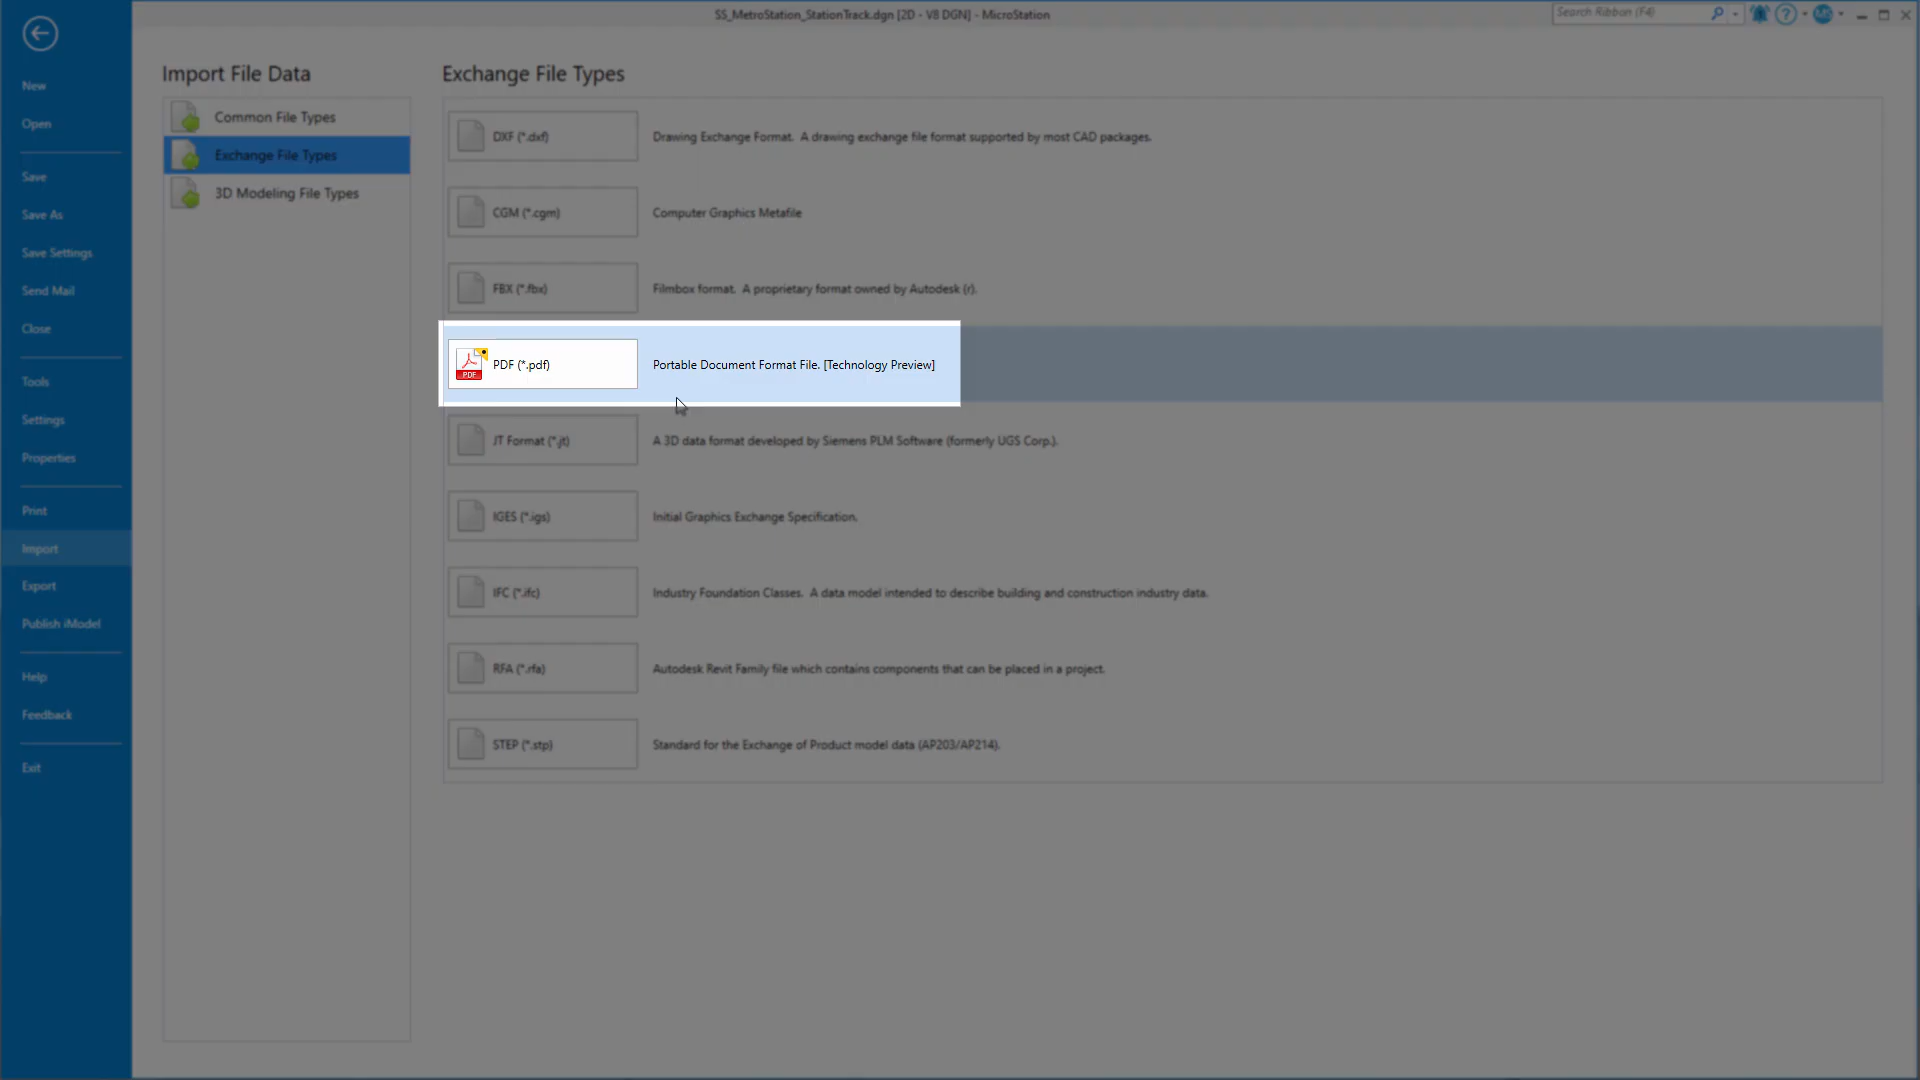 SS_MetroStation_StationTrack.dgn [2D - V8 DGN] - MicroStation
Search Ribbon (F4)
MS
New
Open
Save
Save As
Save Settings
Send Mail
Close
Tools
Settings
Properties
Print
Import
Export
Publish iModel
Help
Feedback
Exit
Import File Data
Common File Types
Exchange File Types
3D Modeling File Types
Exchange File Types
DXF (*.dxf) Drawing Exchange Format. A drawing exchange file format supported by most CAD packages.
CGM (*.cgm) Computer Graphics Metafile
FBX (*.fbx) Filmbox format. A proprietary format owned by Autodesk (r).
PDF PDF (*.pdf) Portable Document Format File. [Technology Preview]
JT Format (*.jt) A 3D data format developed by Siemens PLM Software (formerly UGS Corp.).
IGES (*.igs) Initial Graphics Exchange Specification.
IFC (*.ifc) Industry Foundation Classes. A data model intended to describe building and construction industry data.
RFA (*.rfa) Autodesk Revit Family file which contains components that can be placed in a project.
STEP (*.stp) Standard for the Exchange of Product model data (AP203/AP214).